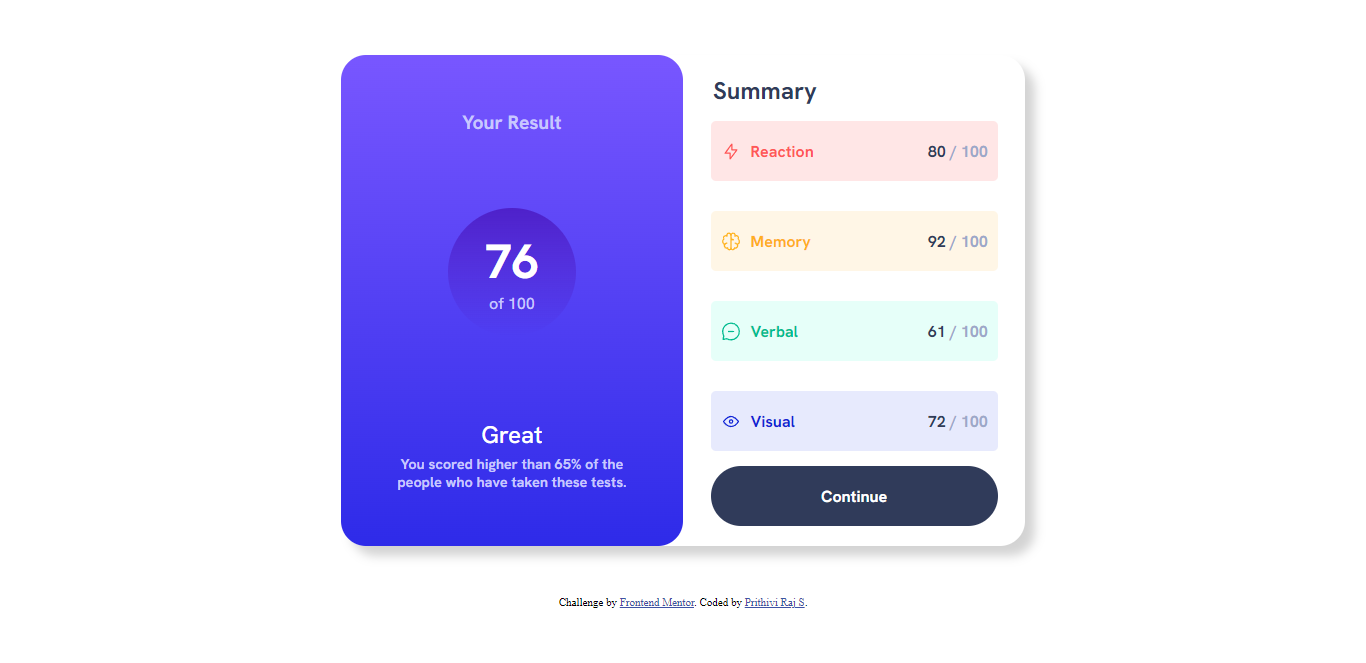 Your Result
76
of 100
Great
You scored higher than 65% of the
people who have taken these tests.
Summary
Reaction 80 / 100
Memory 92 / 100
Verbal 61 / 100
Visual 72 / 100
Continue
Challenge by Frontend Mentor. Coded by Prithivi Raj S.